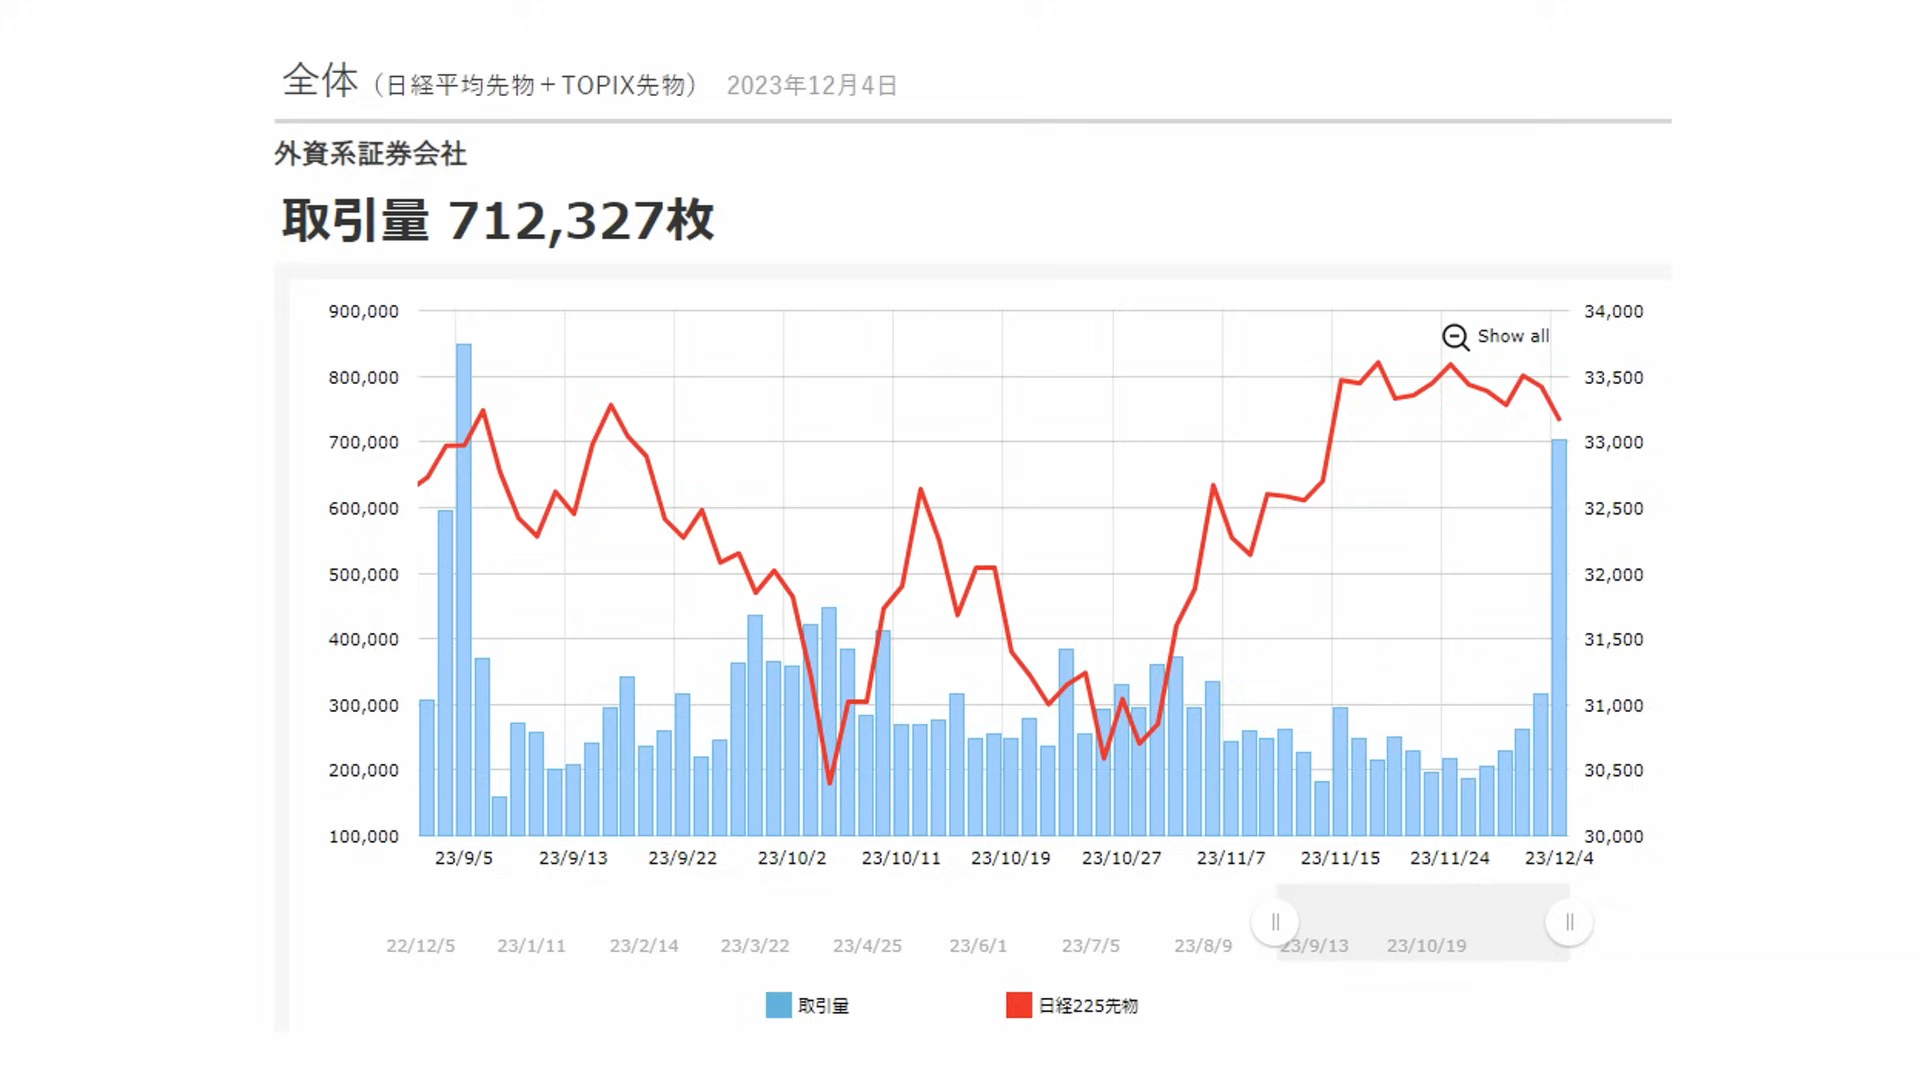 全体（日経平均先物＋TOPIX先物） 2023年12月4日
外資系証券会社
取引量 712,327枚
Show all
900,000 34,000
800,000 33,500
700,000 33,000
600,000 32,500
500,000 32,000
400,000 31,500
300,000 31,000
200,000 30,500
100,000 30,000
23/9/5 23/9/13 23/9/22 23/10/2 23/10/11 23/10/19 23/10/27 23/11/7 23/11/15 23/11/24 23/12/4
22/12/5 23/1/11 23/2/14 23/3/22 23/4/25 23/6/1 23/7/5 23/8/9 23/9/13 23/10/19
取引量 日経225先物